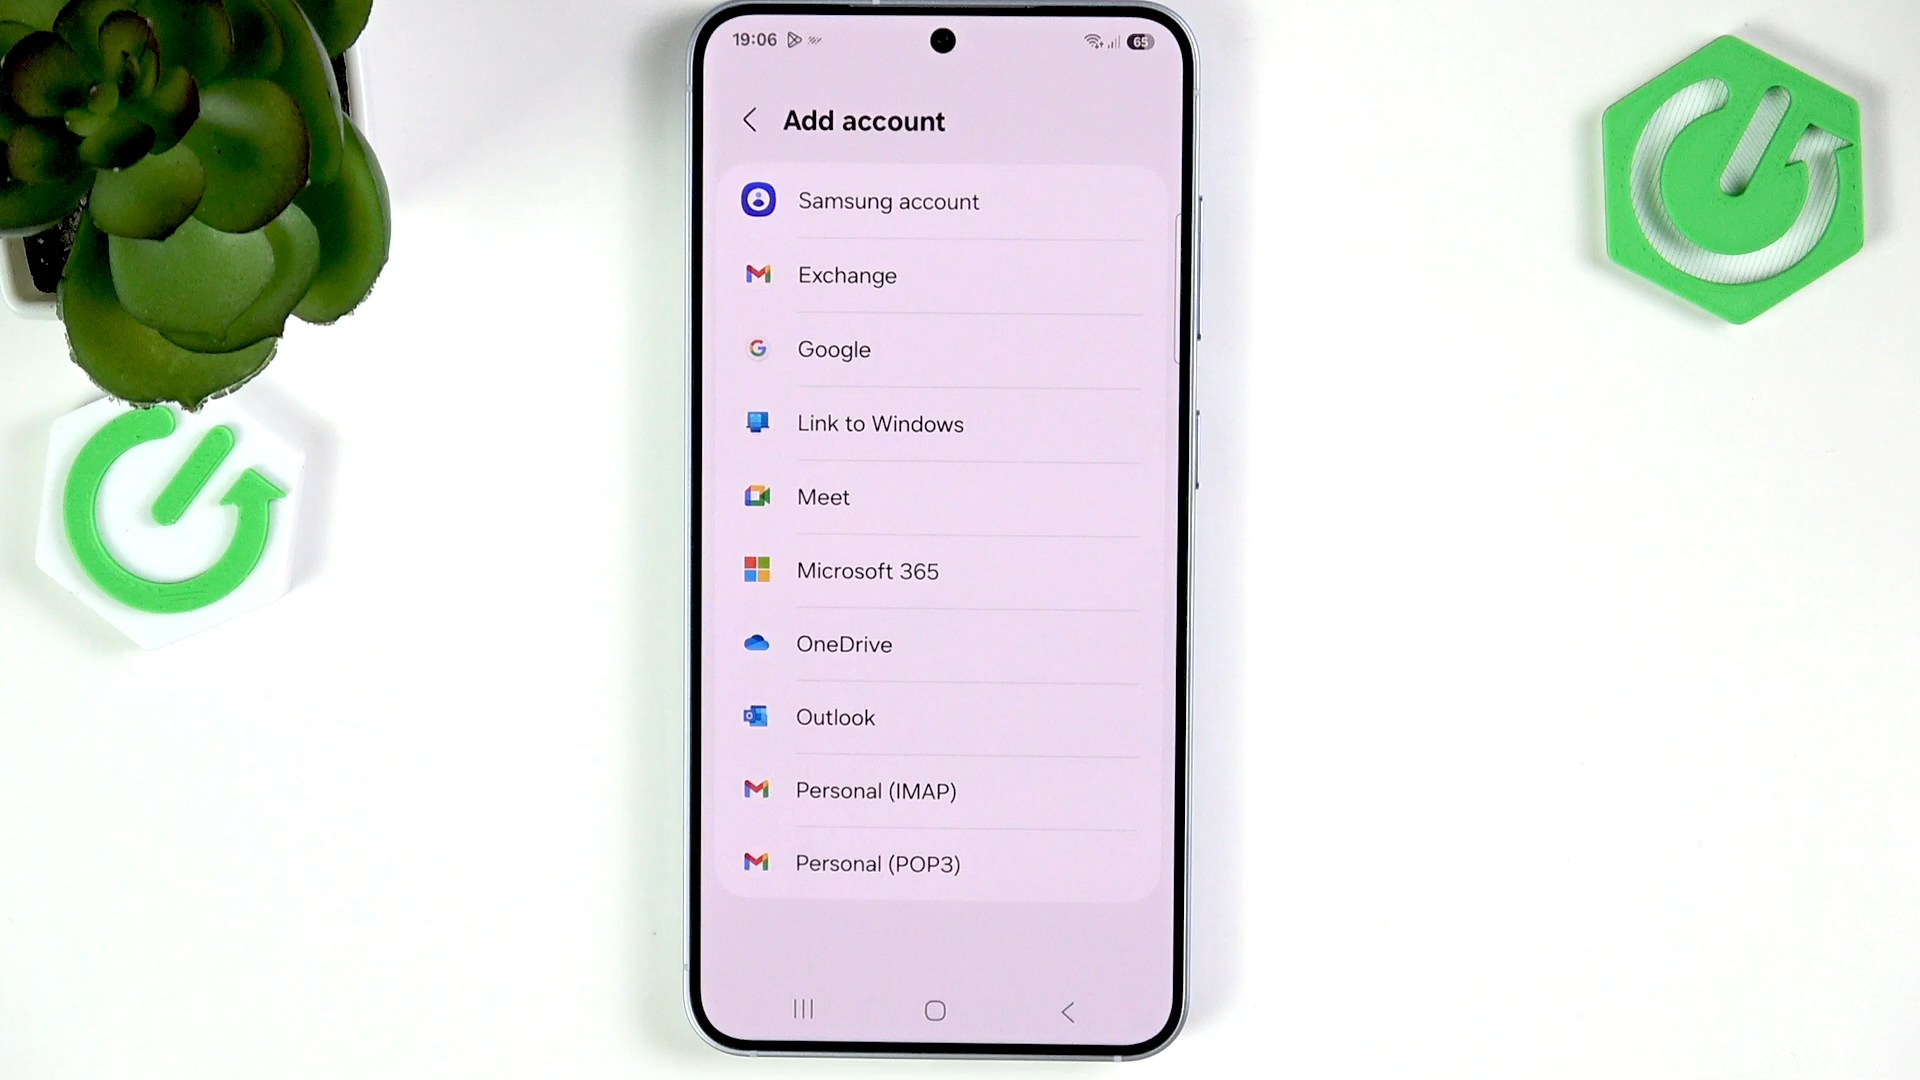 19:06
65
Add account
Samsung account
Exchange
Google
Link to Windows
Meet
Microsoft 365
OneDrive
Outlook
Personal (IMAP)
Personal (POP3)